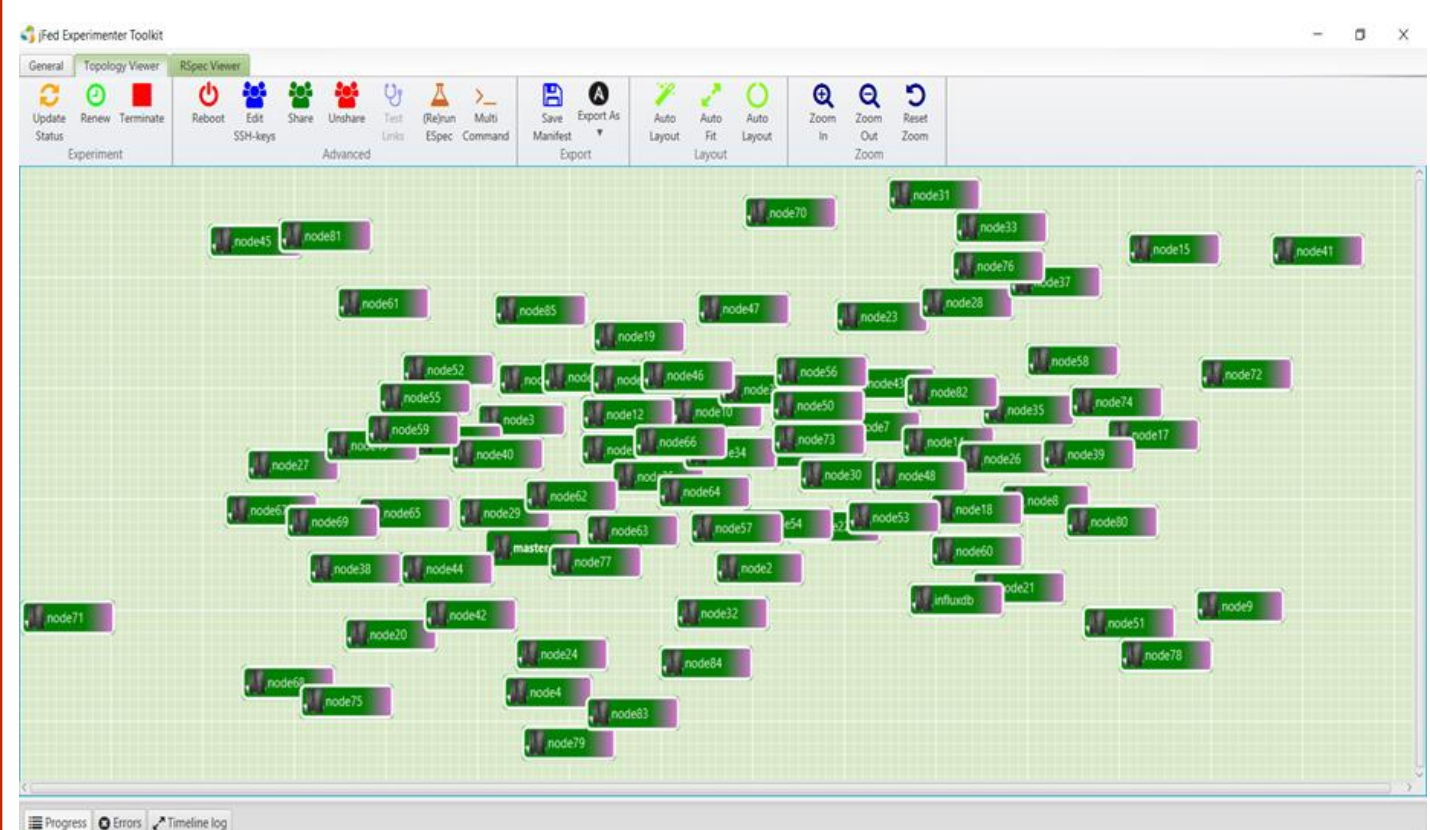 jFed Experimenter Toolkit
General Topology Viewer RSpec Viewer
Update Status
Renew
Terminate
Experiment
Reboot
Edit SSH-keys
Share
Unshare
Test Links
(Re)run ESpec
Multi Command
Advanced
Save Manifest
Export As
Export
Auto Layout
Auto Fit
Auto Layout
Layout
Zoom In
Zoom Out
Reset Zoom
Zoom
node31
node70
node33
node45
node81
node15
node41
node76
node37
node61
node85
node47
node28
node23
node19
node58
node52
node46
node56
node43
node72
node55
node82
node74
node3
node12
node10
node50
node35
node59
node7
node66
node73
node17
node40
node34
node26
node39
node27
node30
node48
node62
node64
node8
node65
node29
node18
node69
node63
node57
node53
node80
master
node60
node38
node44
node77
node2
node21
influxdb
node71
node42
node32
node9
node20
node51
node24
node84
node78
node68
node75
node4
node83
node79
Progress Errors Timeline log